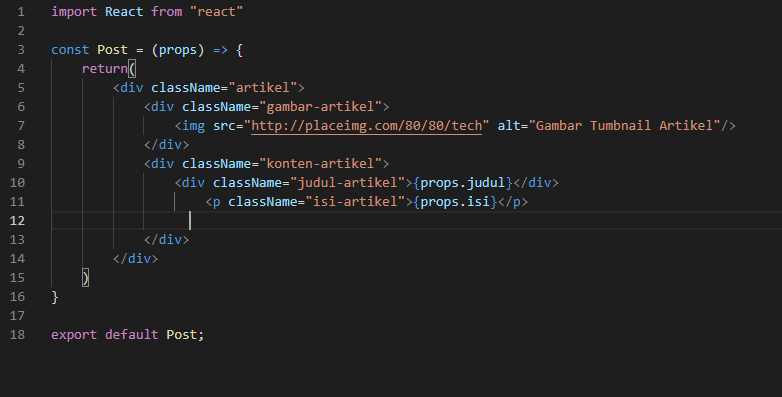 1 import React from "react"
2
3 const Post = (props) => {
4     return(
5         <div className="artikel">
6             <div className="gambar-artikel">
7                 <img src="http://placeimg.com/80/80/tech" alt="Gambar Tumbnail Artikel"/>
8             </div>
9             <div className="konten-artikel">
10                 <div className="judul-artikel">{props.judul}</div>
11                     <p className="isi-artikel">{props.isi}</p>
12
13             </div>
14         </div>
15     )
16 }
17
18 export default Post;